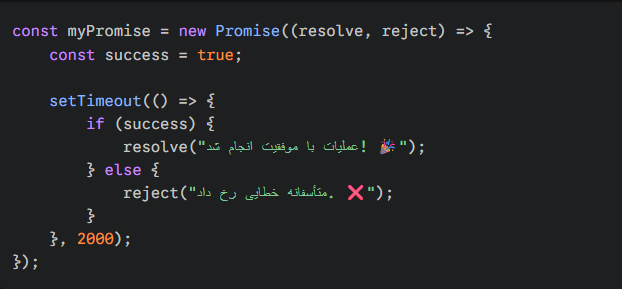 const myPromise = new Promise((resolve, reject) => {
    const success = true;

    setTimeout(() => {
        if (success) {
            resolve("عملیات با موفقیت انجام شد! 🎉");
        } else {
            reject("متأسفانه خطایی رخ داد. ❌");
        }
    }, 2000);
});